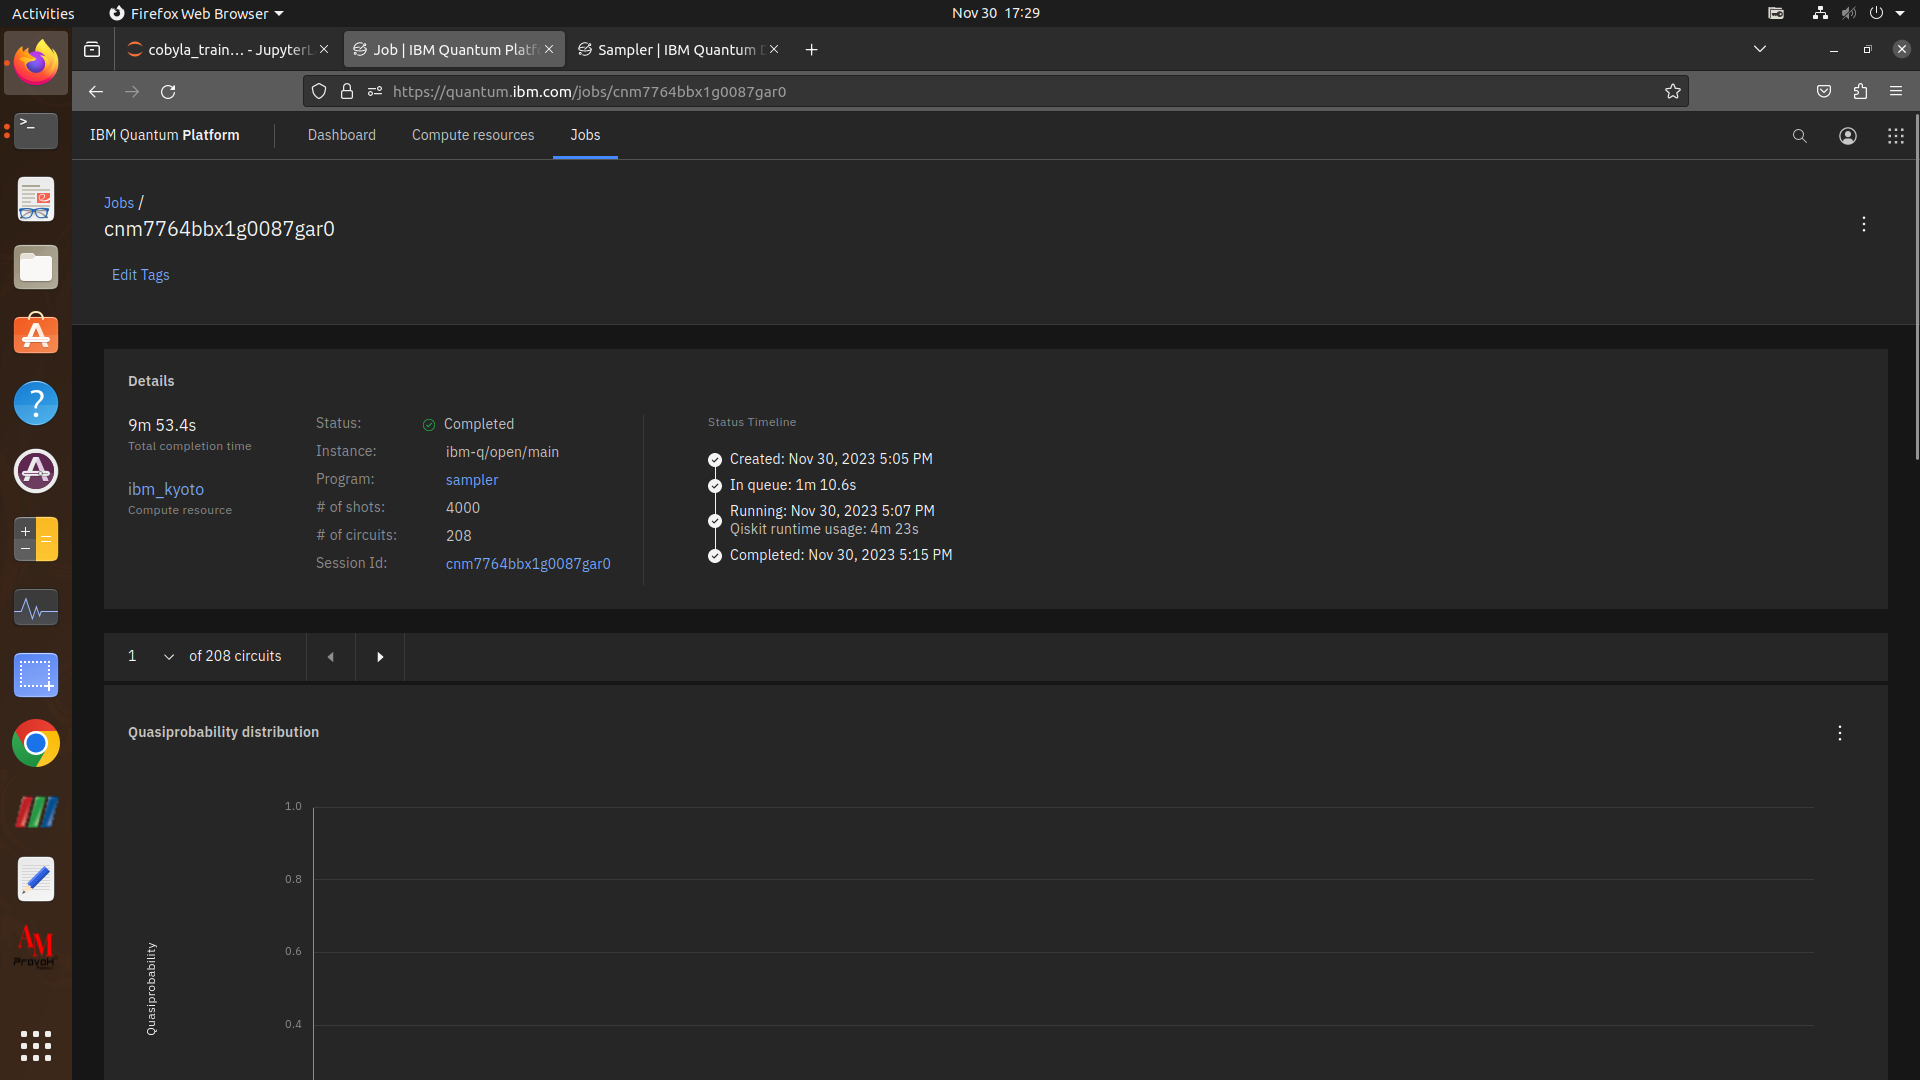 Activities
Firefox Web Browser
Nov 30 17:29
cobyla_train… - JupyterL
Job | IBM Quantum Platf
Sampler | IBM Quantum D
https://quantum.ibm.com/jobs/cnm7764bbx1g0087gar0
IBM Quantum Platform
Dashboard
Compute resources
Jobs
Jobs /
cnm7764bbx1g0087gar0
Edit Tags
Details
9m 53.4s
Total completion time
ibm_kyoto
Compute resource
Status: Completed
Instance: ibm-q/open/main
Program: sampler
# of shots: 4000
# of circuits: 208
Session Id: cnm7764bbx1g0087gar0
Status Timeline
Created: Nov 30, 2023 5:05 PM
In queue: 1m 10.6s
Running: Nov 30, 2023 5:07 PM
Qiskit runtime usage: 4m 23s
Completed: Nov 30, 2023 5:15 PM
1 of 208 circuits
Quasiprobability distribution
1.0
0.8
0.6
0.4
Quasiprobability
AM
ProvaH